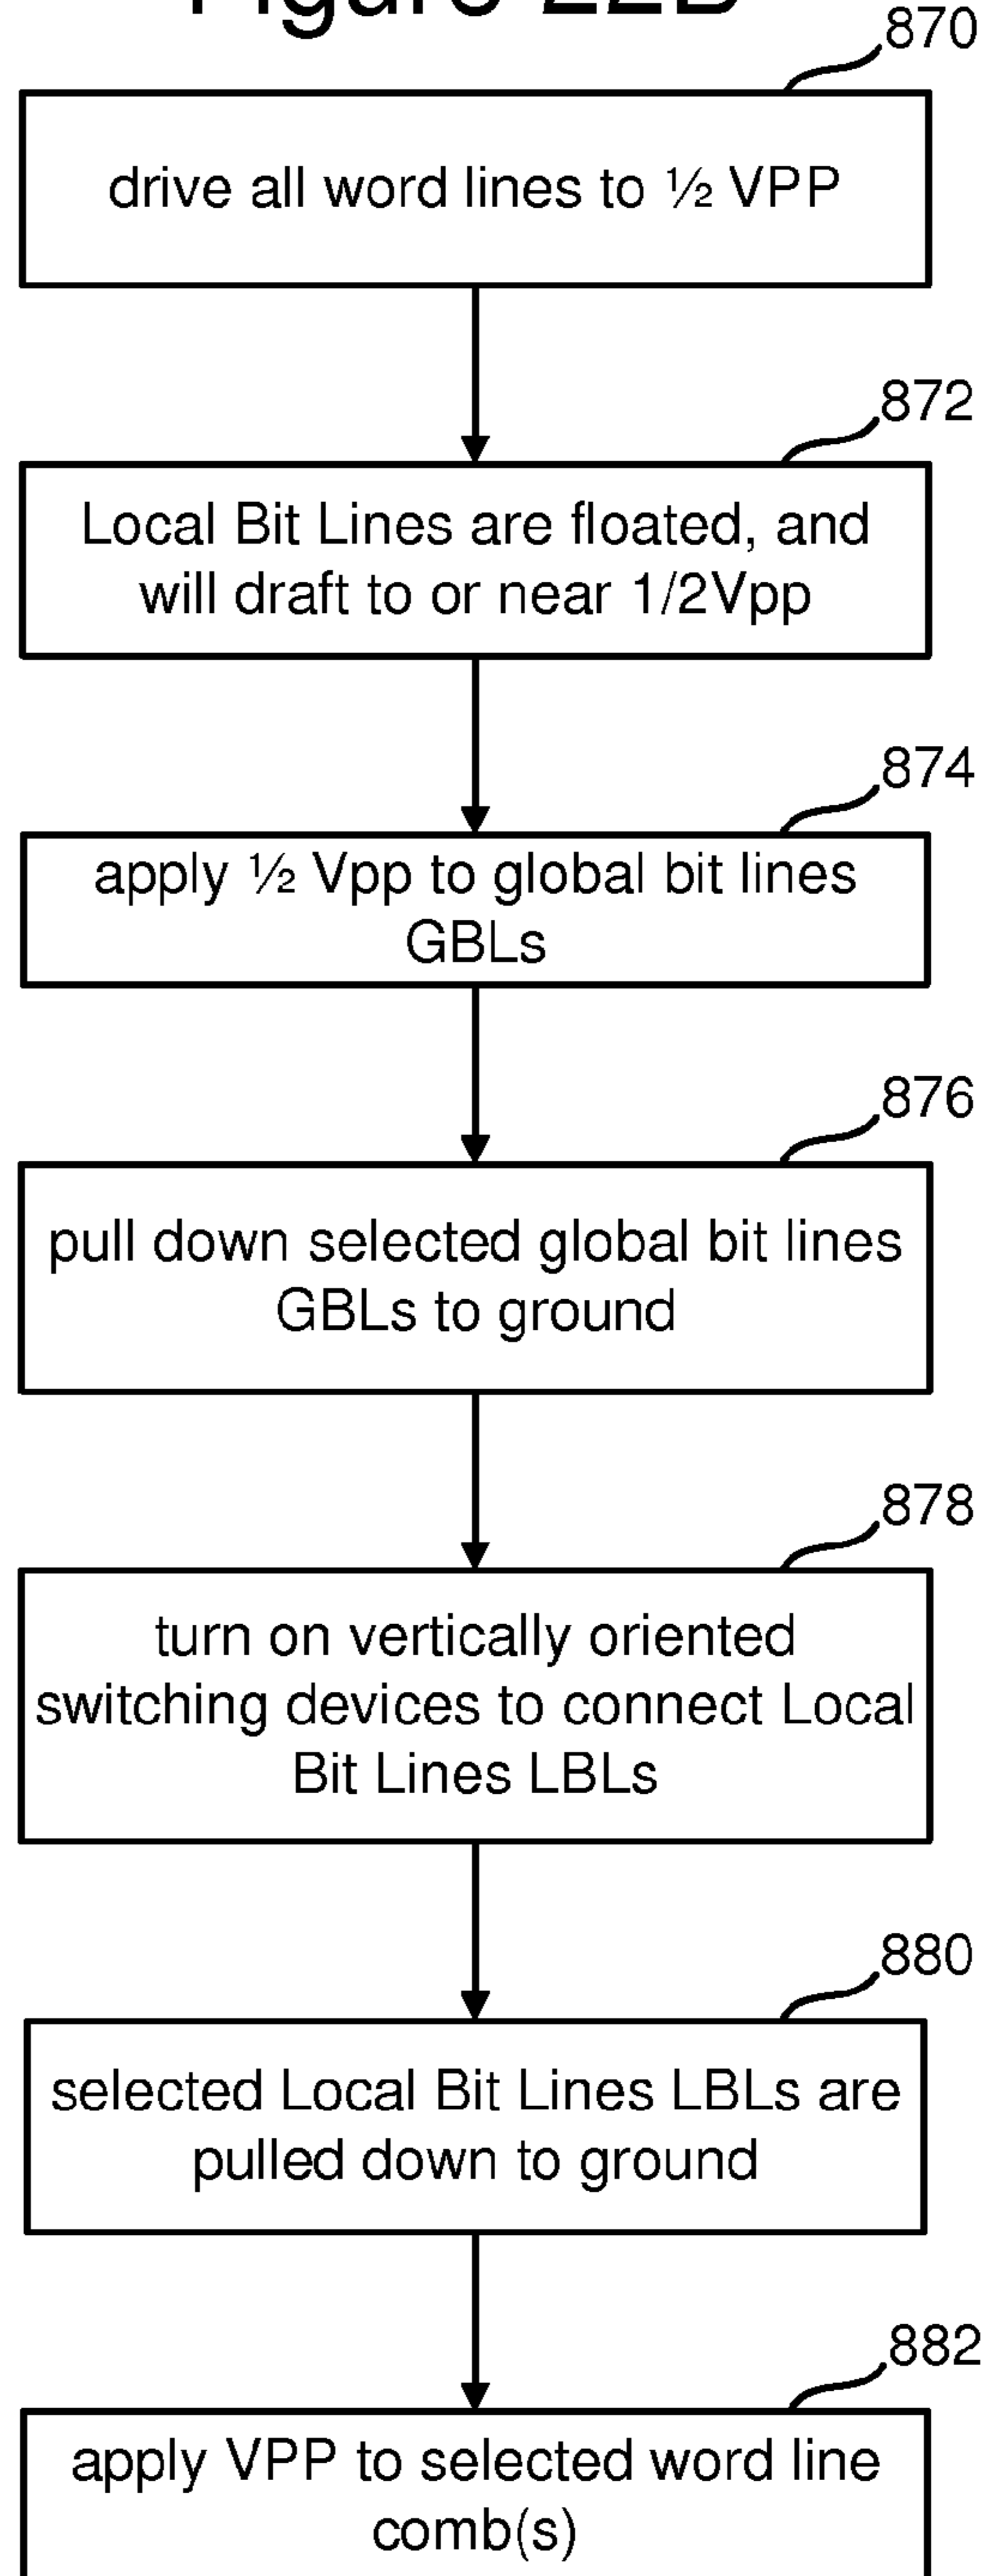 Figure 22B
870
drive all word lines to ½ VPP
872
Local Bit Lines are floated, and
will draft to or near 1/2Vpp
874
apply ½ Vpp to global bit lines
GBLs
876
pull down selected global bit lines
GBLs to ground
878
turn on vertically oriented
switching devices to connect Local
Bit Lines LBLs
880
selected Local Bit Lines LBLs are
pulled down to ground
882
apply VPP to selected word line
comb(s)